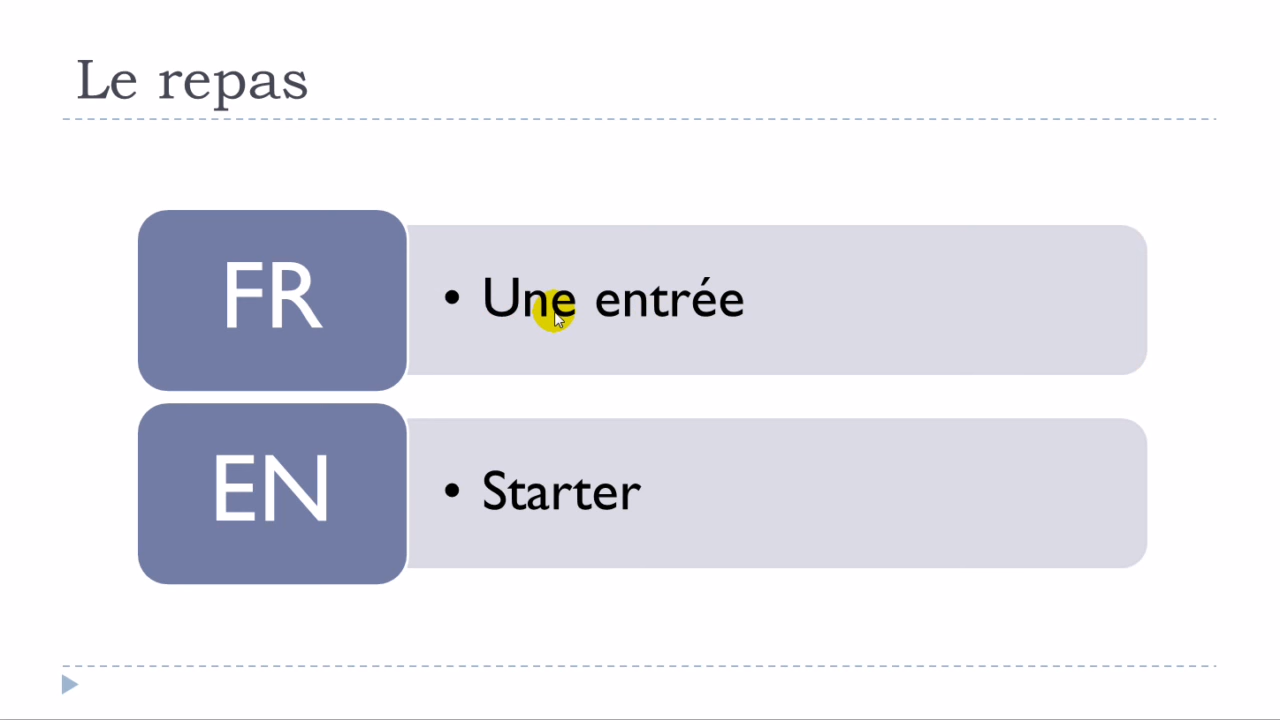 Le repas
FR
• Une entrée
EN
• Starter